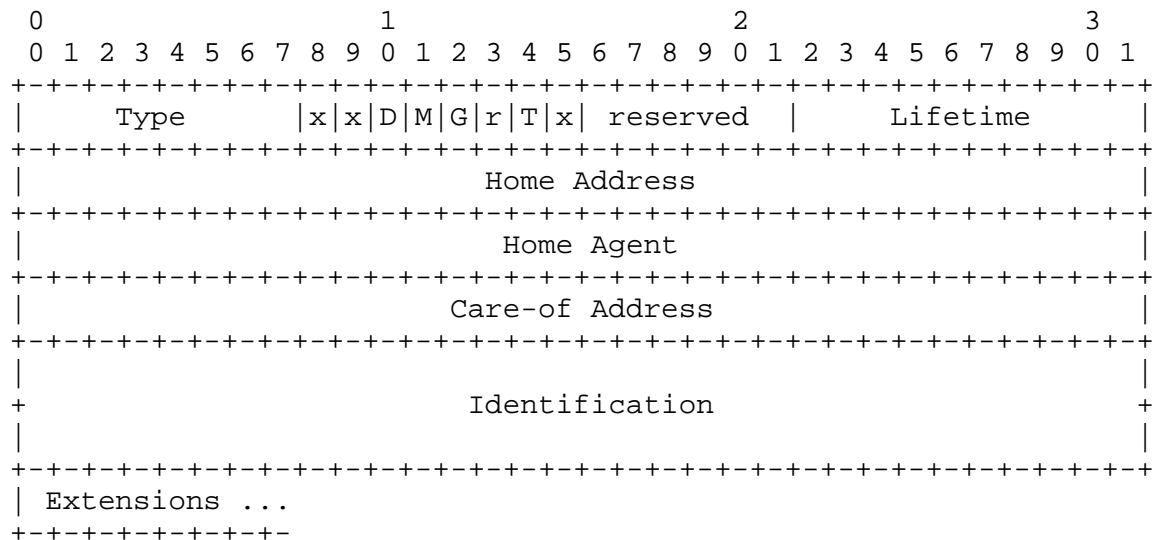 0                   1                   2                   3
 0 1 2 3 4 5 6 7 8 9 0 1 2 3 4 5 6 7 8 9 0 1 2 3 4 5 6 7 8 9 0 1
+-+-+-+-+-+-+-+-+-+-+-+-+-+-+-+-+-+-+-+-+-+-+-+-+-+-+-+-+-+-+-+-+
|     Type      |x|x|D|M|G|r|T|x| reserved  |     Lifetime      |
+-+-+-+-+-+-+-+-+-+-+-+-+-+-+-+-+-+-+-+-+-+-+-+-+-+-+-+-+-+-+-+-+
|                          Home Address                         |
+-+-+-+-+-+-+-+-+-+-+-+-+-+-+-+-+-+-+-+-+-+-+-+-+-+-+-+-+-+-+-+-+
|                           Home Agent                          |
+-+-+-+-+-+-+-+-+-+-+-+-+-+-+-+-+-+-+-+-+-+-+-+-+-+-+-+-+-+-+-+-+
|                        Care-of Address                        |
+-+-+-+-+-+-+-+-+-+-+-+-+-+-+-+-+-+-+-+-+-+-+-+-+-+-+-+-+-+-+-+-+
|                                                               |
+                         Identification                        +
|                                                               |
+-+-+-+-+-+-+-+-+-+-+-+-+-+-+-+-+-+-+-+-+-+-+-+-+-+-+-+-+-+-+-+-+
| Extensions ...
+-+-+-+-+-+-+-+-